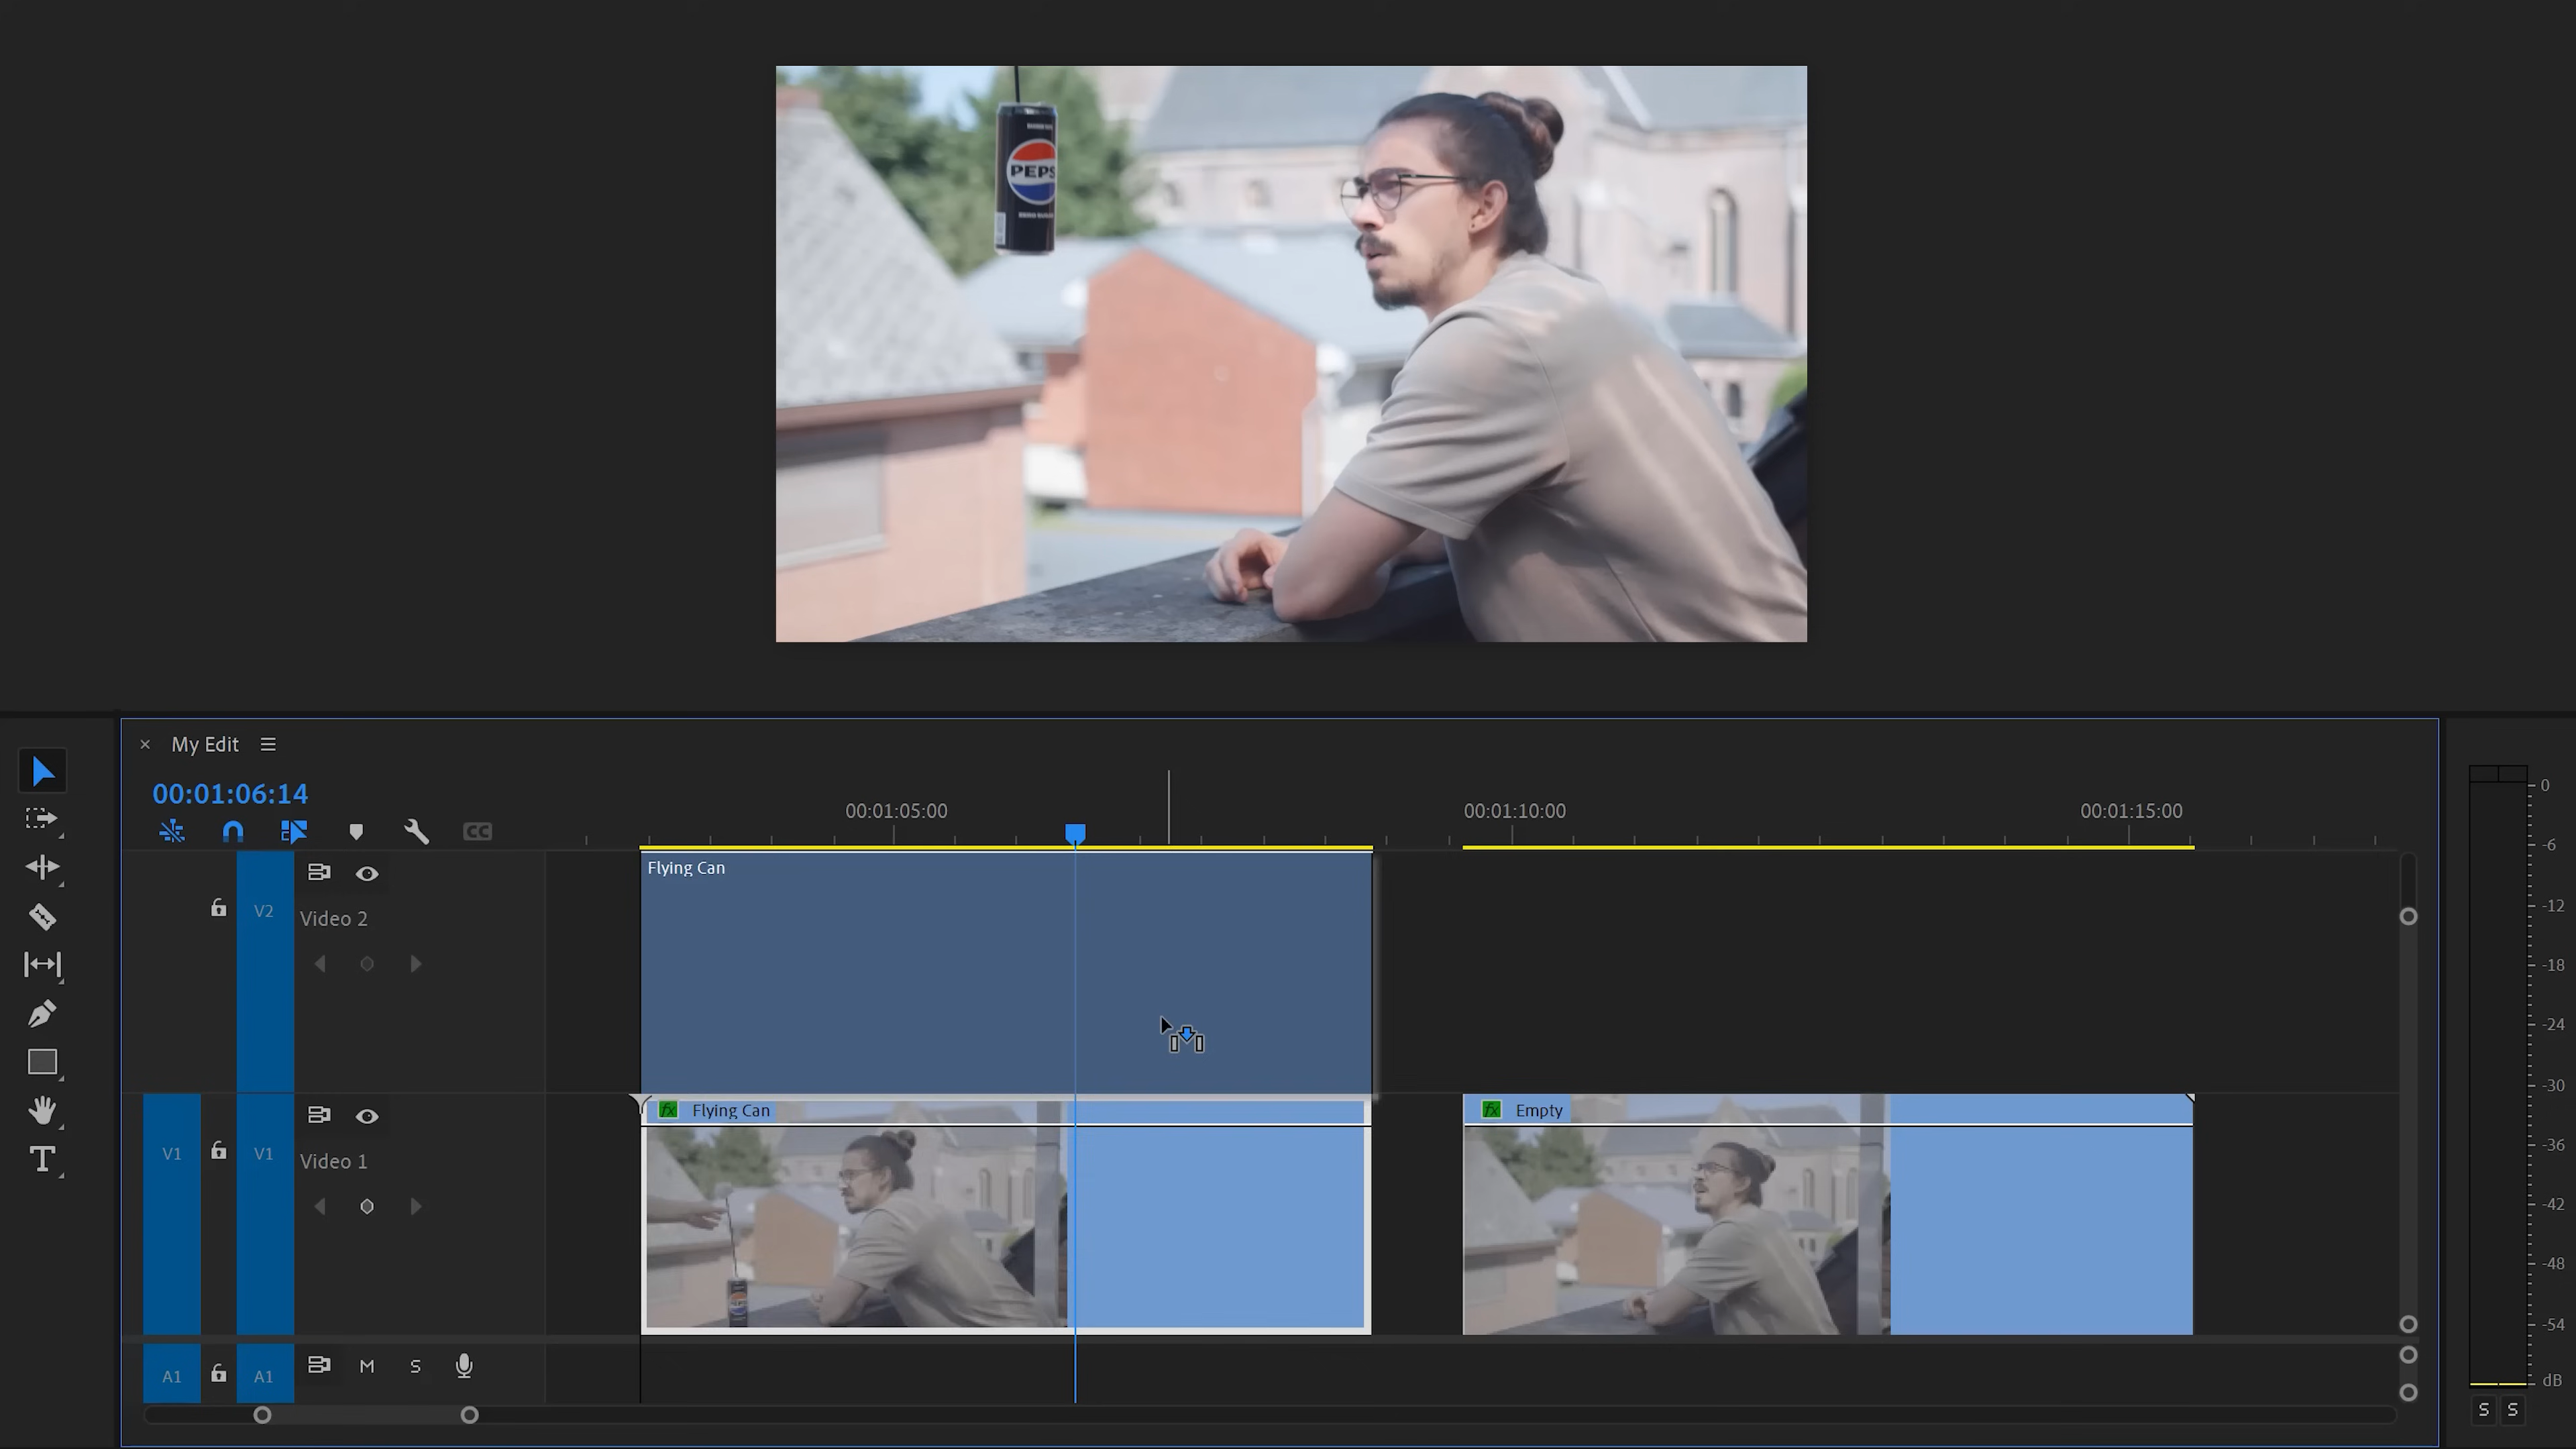 PEPS
My Edit
00:01:06:14
00:01:05:00
00:01:10:00
00:01:15:00
CC
Flying Can
V2
Video 2
Flying Can
Empty
V1
V1
Video 1
A1
A1
M
S
T
0
-6
-12
-18
-24
-30
-36
-42
-48
-54
dB
S
S